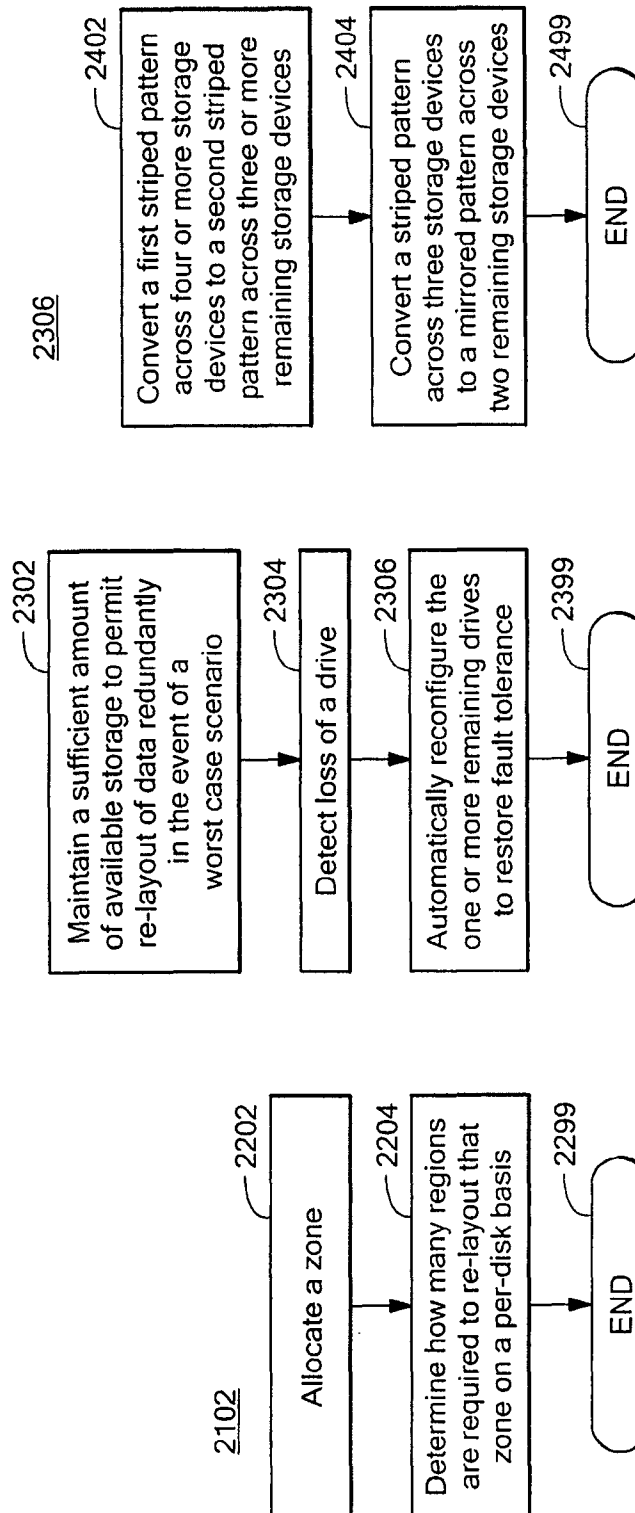 2102
2202
Allocate a zone
2204
Determine how many regions
are required to re-layout that
zone on a per-disk basis
2299
END
2302
Maintain a sufficient amount
of available storage to permit
re-layout of data redundantly
in the event of a
worst case scenario
2304
Detect loss of a drive
2306
Automatically reconfigure the
one or more remaining drives
to restore fault tolerance
2399
END
2306
2402
Convert a first striped pattern
across four or more storage
devices to a second striped
pattern across three or more
remaining storage devices
2404
Convert a striped pattern
across three storage devices
to a mirrored pattern across
two remaining storage devices
2499
END